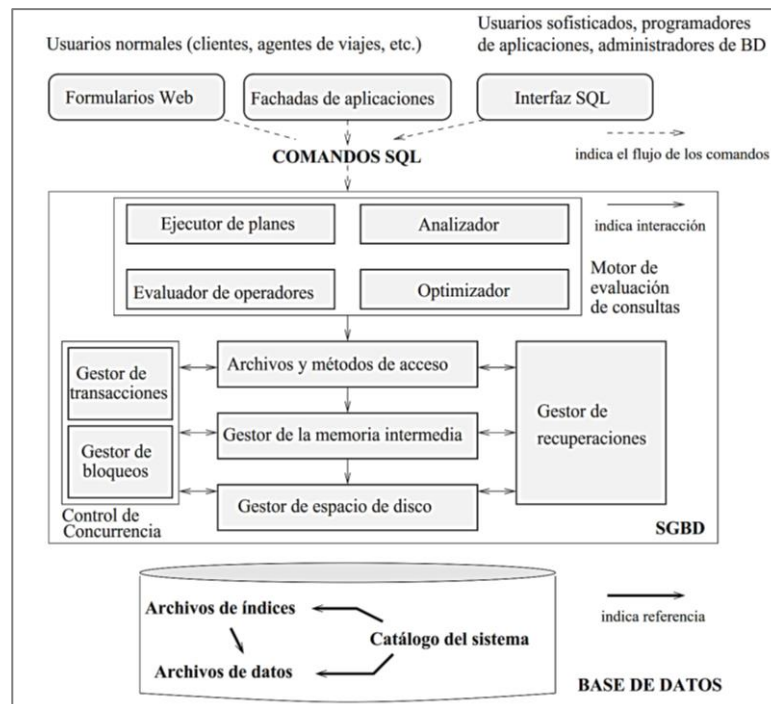 Usuarios normales (clientes, agentes de viajes, etc.)
Usuarios sofisticados, programadores
de aplicaciones, administradores de BD
Formularios Web
Fachadas de aplicaciones
Interfaz SQL
COMANDOS SQL
indica el flujo de los comandos
Ejecutor de planes
Analizador
indica interacción
Evaluador de operadores
Optimizador
Motor de
evaluación
de consultas
Gestor de
transacciones
Archivos y métodos de acceso
Gestor de
bloqueos
Gestor de la memoria intermedia
Gestor de
recuperaciones
Gestor de espacio de disco
Control de
Concurrencia
SGBD
Archivos de índices
Catálogo del sistema
Archivos de datos
indica referencia
BASE DE DATOS